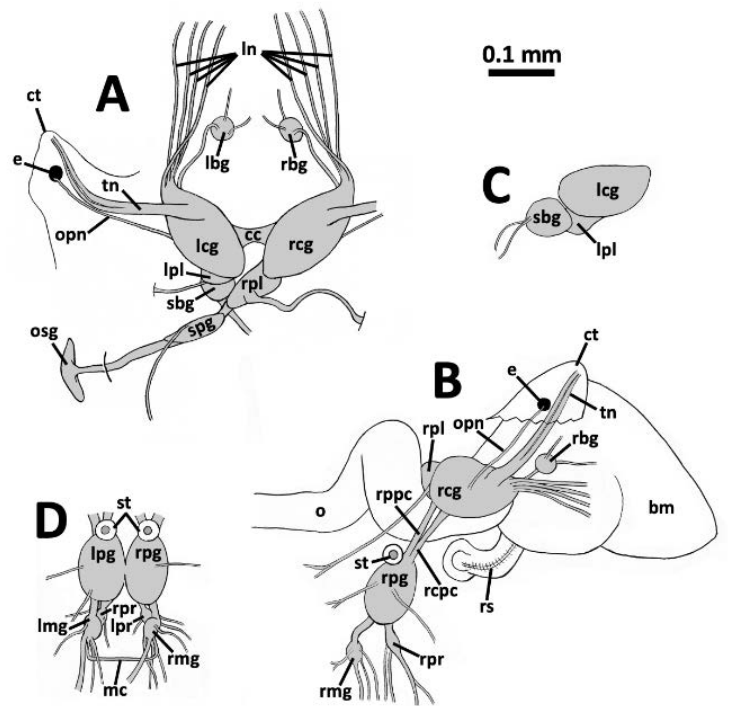 ln
0.1 mm
A
ct
e
lbg
rbg
tn
opn
lcg
cc
rcg
lpl
sbg
rpl
osg
spg
C
lcg
sbg
lpl
B
ct
e
tn
opn
rbg
rpl
rcg
rppc
o
bm
st
rpg
rcpc
rs
rmg
rpr
D
st
lpg
rpg
rpr
lmg
lpr
rmg
mc